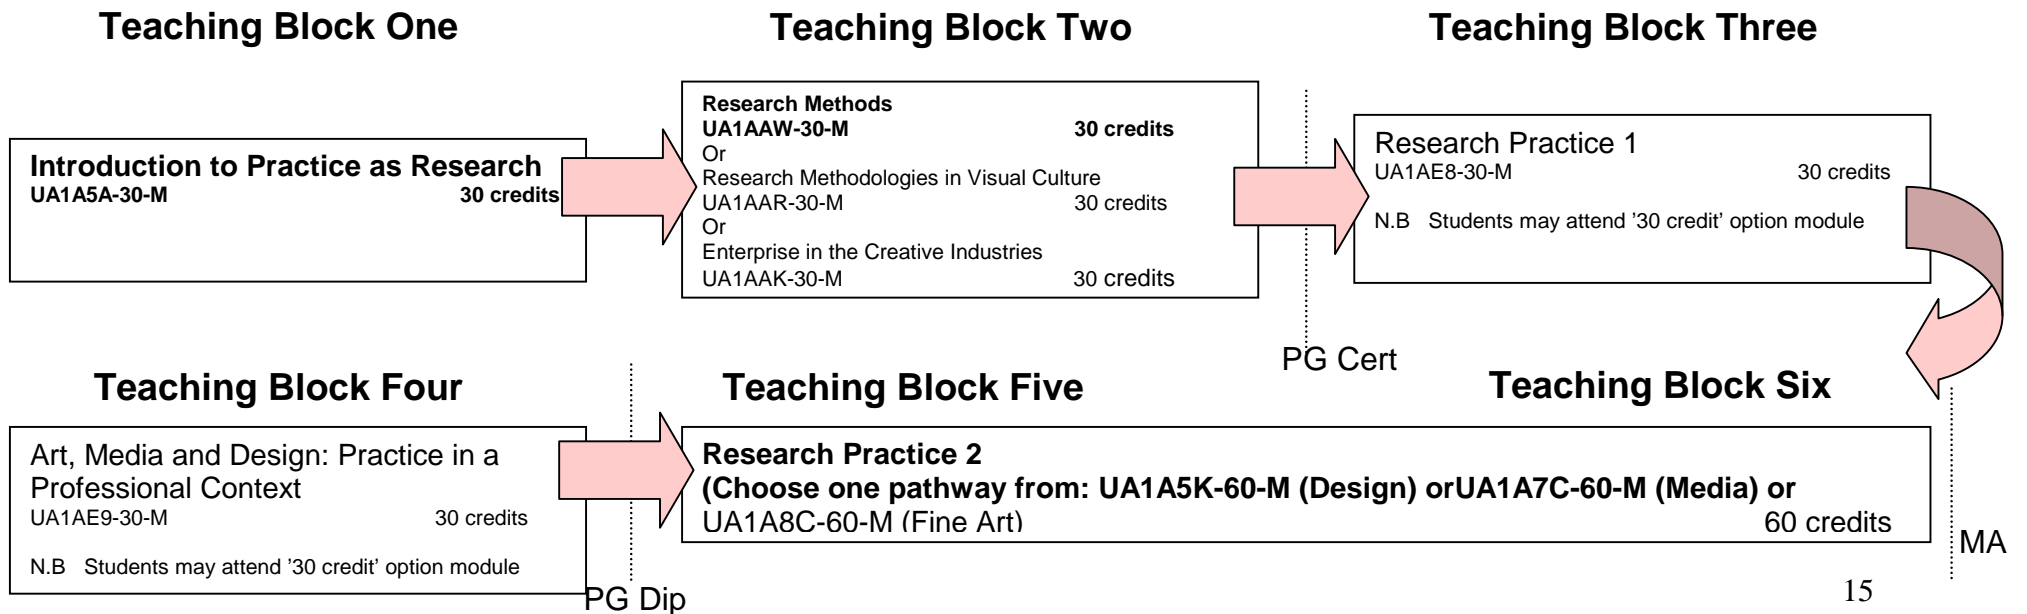 Teaching Block One
Teaching Block Two
Teaching Block Three
Introduction to Practice as Research
UA1A5A-30-M 30 credits
Research Methods
UA1AAW-30-M 30 credits
Or
Research Methodologies in Visual Culture
UA1AAR-30-M 30 credits
Or
Enterprise in the Creative Industries
UA1AAK-30-M 30 credits
Research Practice 1
UA1AE8-30-M 30 credits
N.B Students may attend '30 credit' option module
PG Cert
Teaching Block Four
Teaching Block Five
Teaching Block Six
Art, Media and Design: Practice in a
Professional Context
UA1AE9-30-M 30 credits
N.B Students may attend '30 credit' option module
PG Dip
Research Practice 2
(Choose one pathway from: UA1A5K-60-M (Design) orUA1A7C-60-M (Media) or
UA1A8C-60-M (Fine Art) 60 credits
MA
15